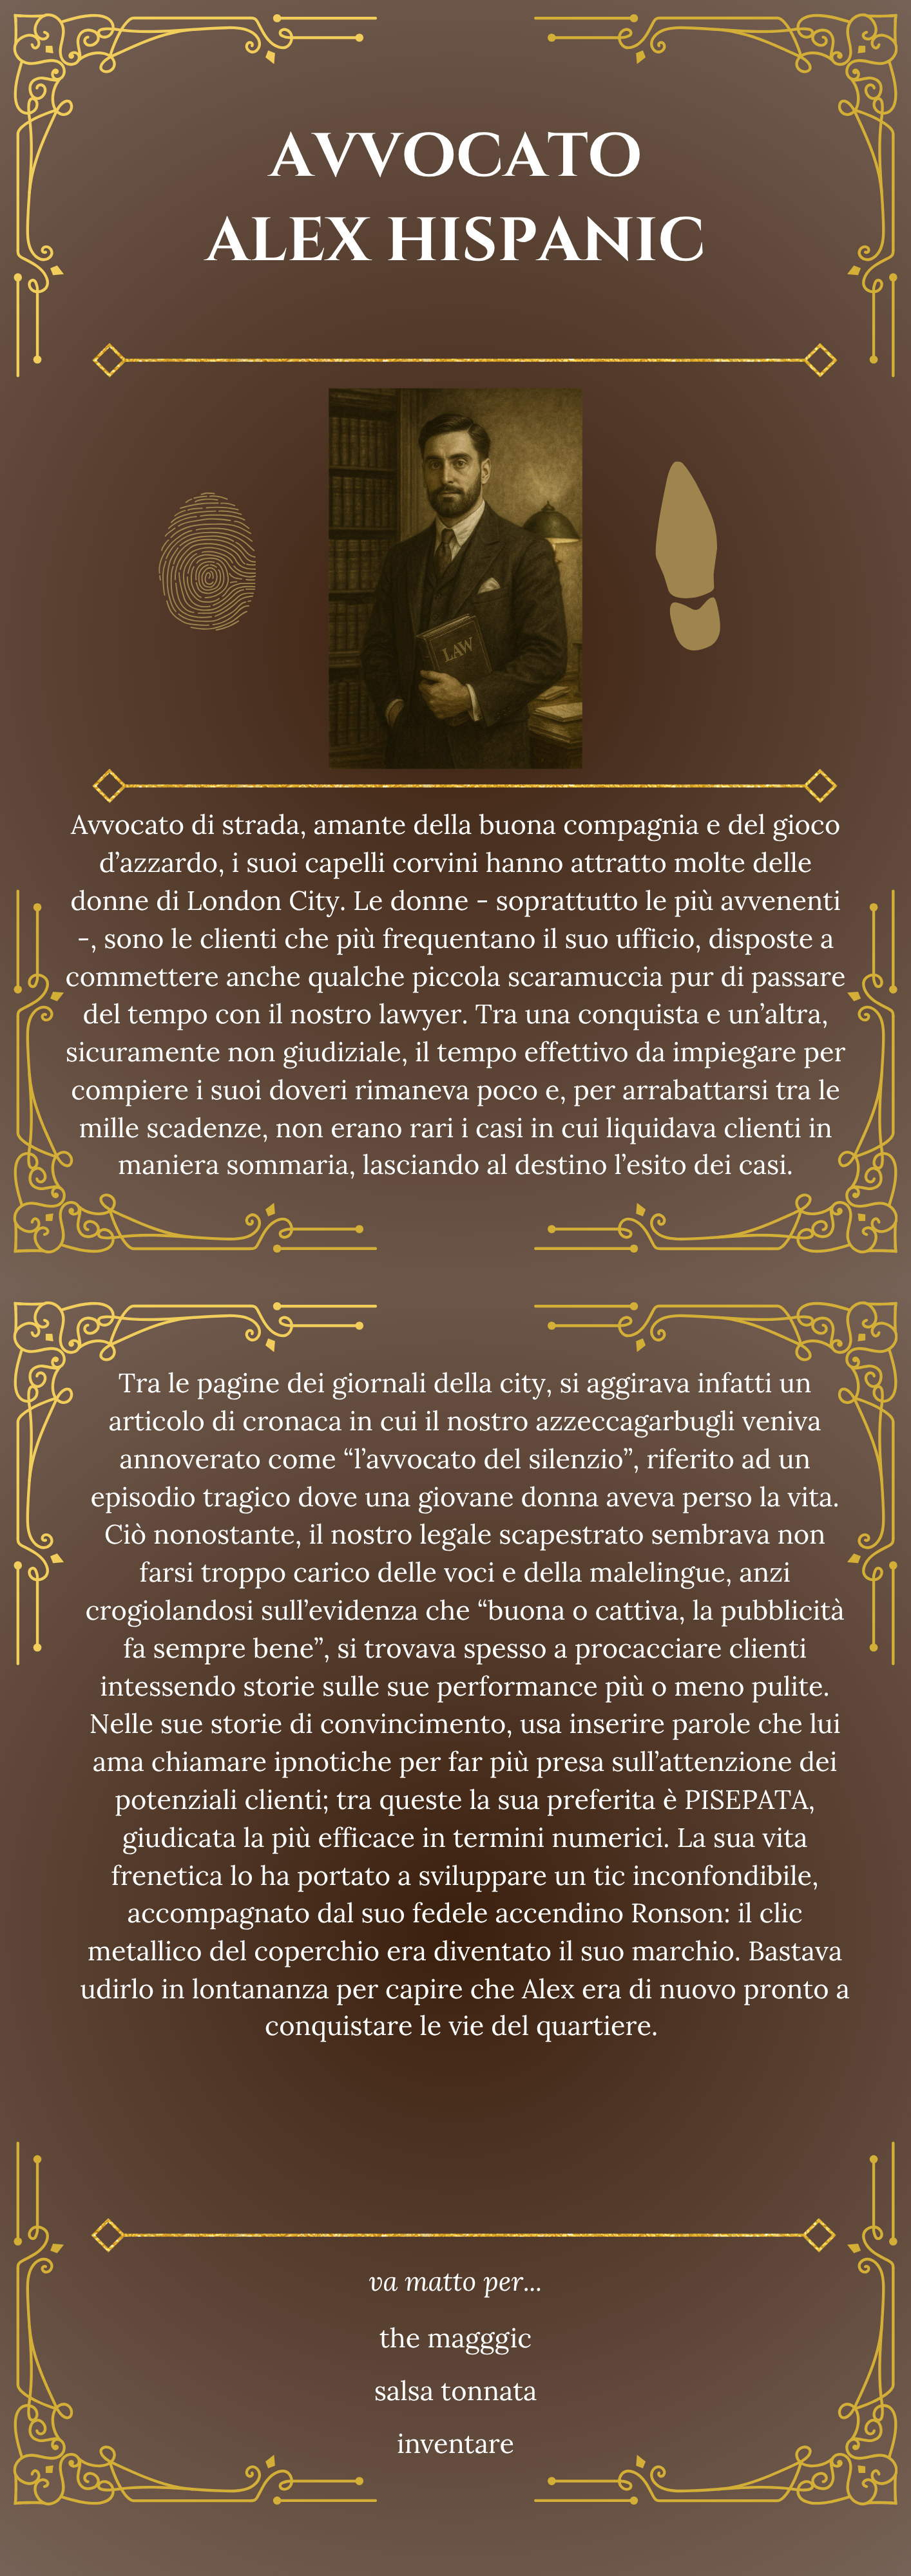 AVVOCATO
ALEX HISPANIC
LAW
Avvocato di strada, amante della buona compagnia e del gioco
d’azzardo, i suoi capelli corvini hanno attratto molte delle
donne di London City. Le donne - soprattutto le più avvenenti
-, sono le clienti che più frequentano il suo ufficio, disposte a
commettere anche qualche piccola scaramuccia pur di passare
del tempo con il nostro lawyer. Tra una conquista e un’altra,
sicuramente non giudiziale, il tempo effettivo da impiegare per
compiere i suoi doveri rimaneva poco e, per arrabattarsi tra le
mille scadenze, non erano rari i casi in cui liquidava clienti in
maniera sommaria, lasciando al destino l’esito dei casi.
Tra le pagine dei giornali della city, si aggirava infatti un
articolo di cronaca in cui il nostro azzeccagarbugli veniva
annoverato come “l’avvocato del silenzio”, riferito ad un
episodio tragico dove una giovane donna aveva perso la vita.
Ciò nonostante, il nostro legale scapestrato sembrava non
farsi troppo carico delle voci e della malelingue, anzi
crogiolandosi sull’evidenza che “buona o cattiva, la pubblicità
fa sempre bene”, si trovava spesso a procacciare clienti
intessendo storie sulle sue performance più o meno pulite.
Nelle sue storie di convincimento, usa inserire parole che lui
ama chiamare ipnotiche per far più presa sull’attenzione dei
potenziali clienti; tra queste la sua preferita è PISEPATA,
giudicata la più efficace in termini numerici. La sua vita
frenetica lo ha portato a sviluppare un tic inconfondibile,
accompagnato dal suo fedele accendino Ronson: il clic
metallico del coperchio era diventato il suo marchio. Bastava
udirlo in lontananza per capire che Alex era di nuovo pronto a
conquistare le vie del quartiere.
va matto per...
the magggic
salsa tonnata
inventare